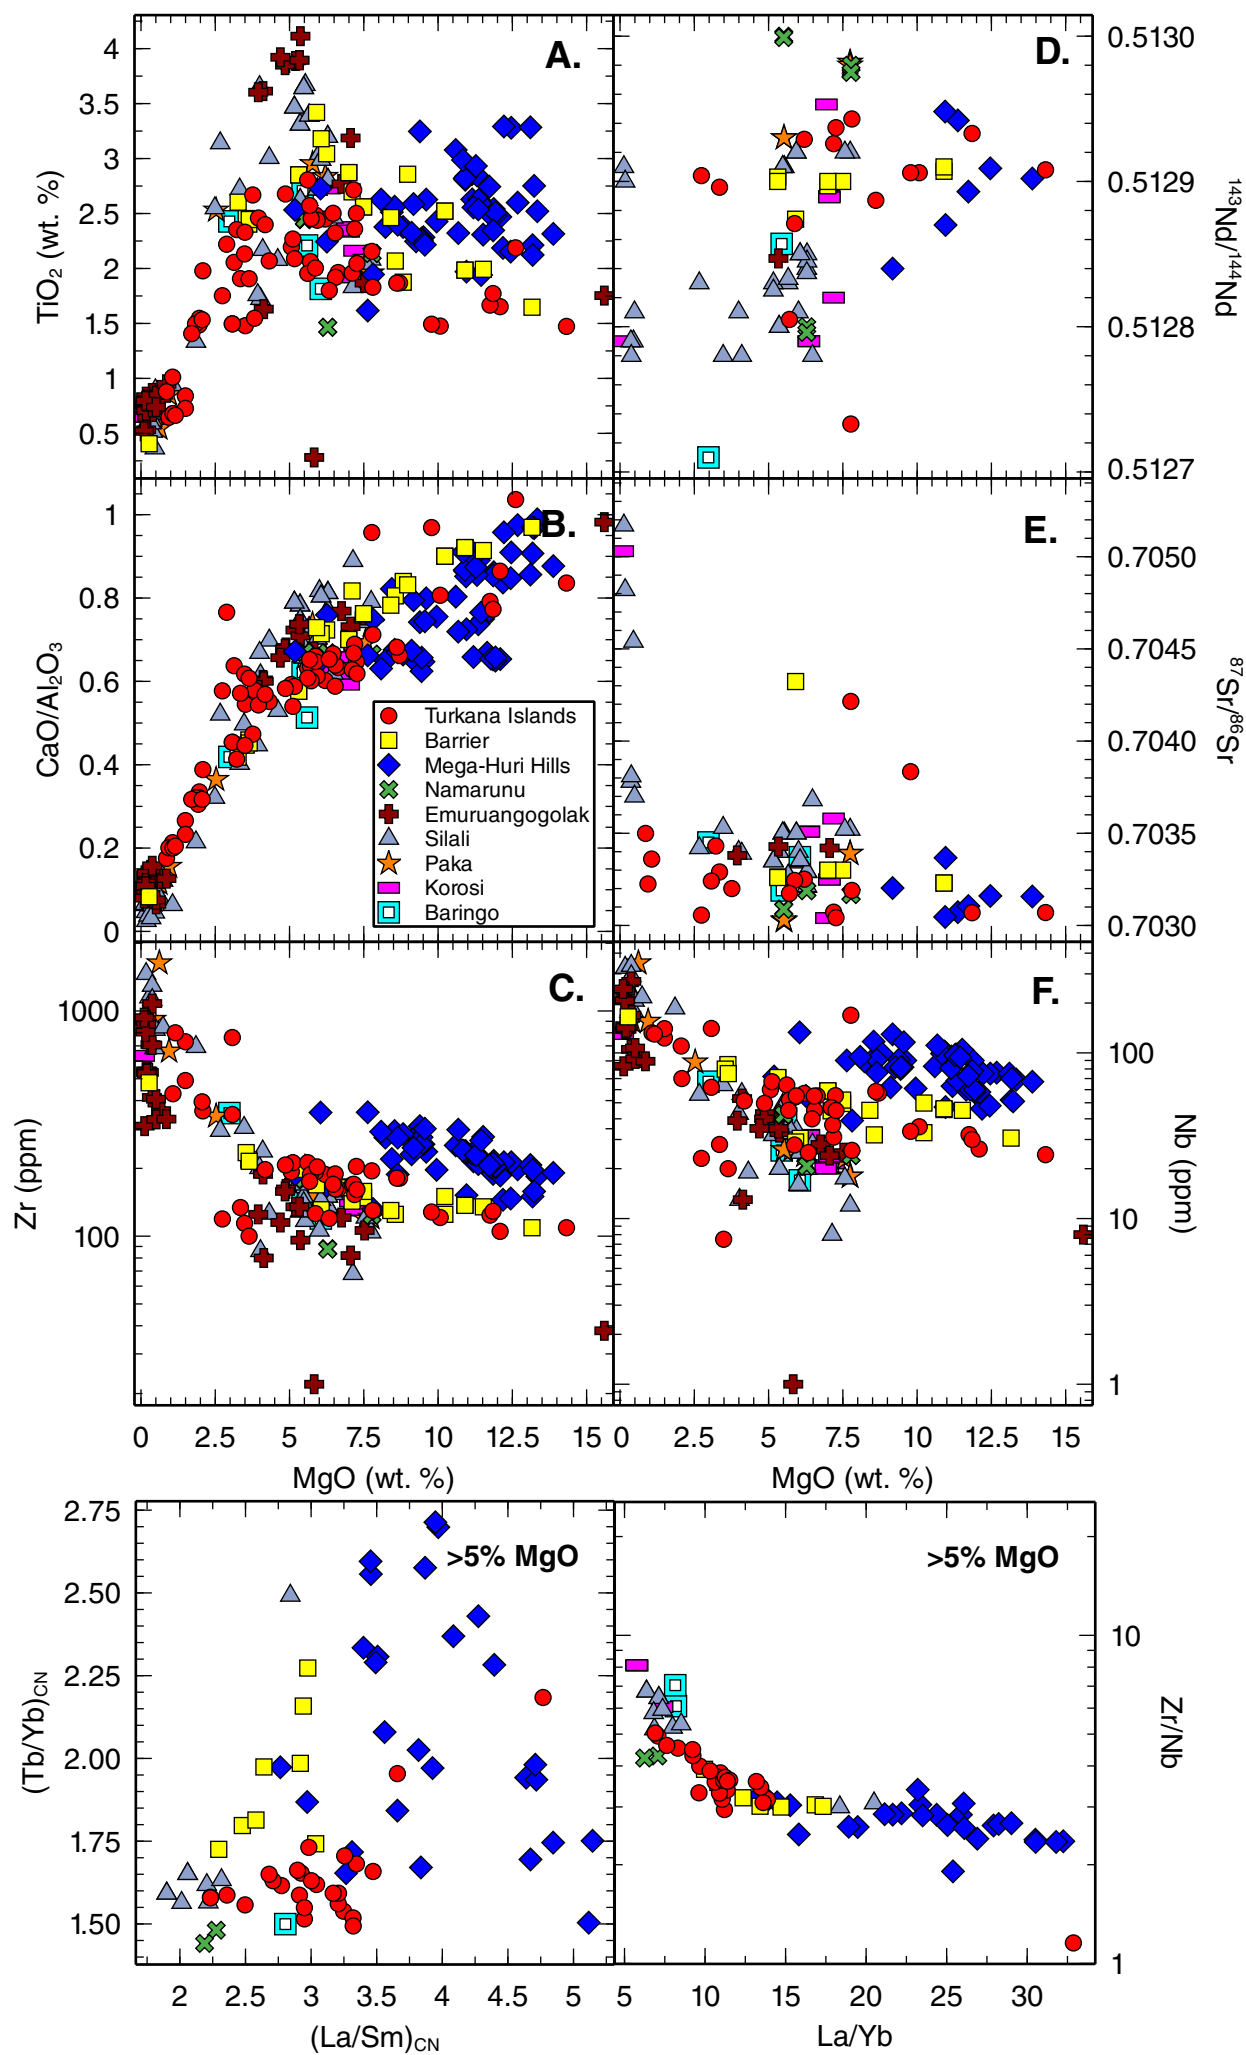 A.
4
3.5
3
2.5
2
1.5
1
0.5
TiO2 (wt. %)
D.
0.5130
0.5129
0.5128
0.5127
143Nd/144Nd
B.
1
0.8
0.6
0.4
0.2
0
CaO/Al2O3
Turkana Islands
Barrier
Mega-Huri Hills
Namarunu
Emuruangogolak
Silali
Paka
Korosi
Baringo
E.
0.7050
0.7045
0.7040
0.7035
0.7030
87Sr/86Sr
C.
1000
100
Zr (ppm)
0 2.5 5 7.5 10 12.5 15
MgO (wt. %)
F.
100
10
1
Nb (ppm)
0 2.5 5 7.5 10 12.5 15
MgO (wt. %)
>5% MgO
2.75
2.50
2.25
2.00
1.75
1.50
(Tb/Yb)CN
2 2.5 3 3.5 4 4.5 5
(La/Sm)CN
>5% MgO
10
1
Zr/Nb
5 10 15 20 25 30
La/Yb